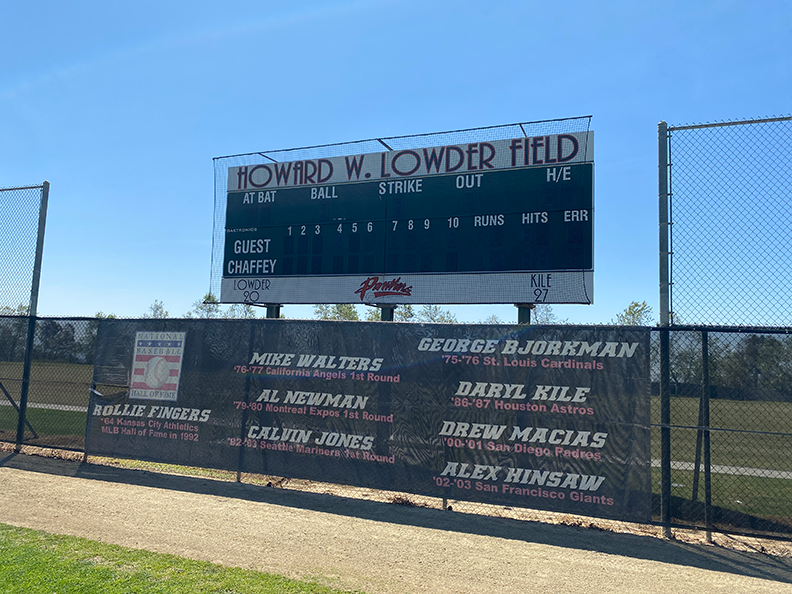 HOWARD W. LOWDER FIELD
AT BAT BALL STRIKE OUT H/E
1 2 3 4 5 6 7 8 9 10 RUNS HITS ERR
GUEST
CHAFFEY
LOWDER
20
Panthers
KILE
27
NATIONAL
BASEBALL
HALL OF FAME
ROLLIE FINGERS
'64 Kansas City Athletics
MLB Hall of Fame in 1992
MIKE WALTERS
'76-'77 California Angels 1st Round
AL NEWMAN
'79-'80 Montreal Expos 1st Round
CALVIN JONES
'82-'83 Seattle Mariners 1st Round
GEORGE BJORKMAN
'75-'76 St. Louis Cardinals
DARYL KILE
'86-'87 Houston Astros
DREW MACIAS
'00-'01 San Diego Padres
ALEX HINSAW
'02-'03 San Francisco Giants